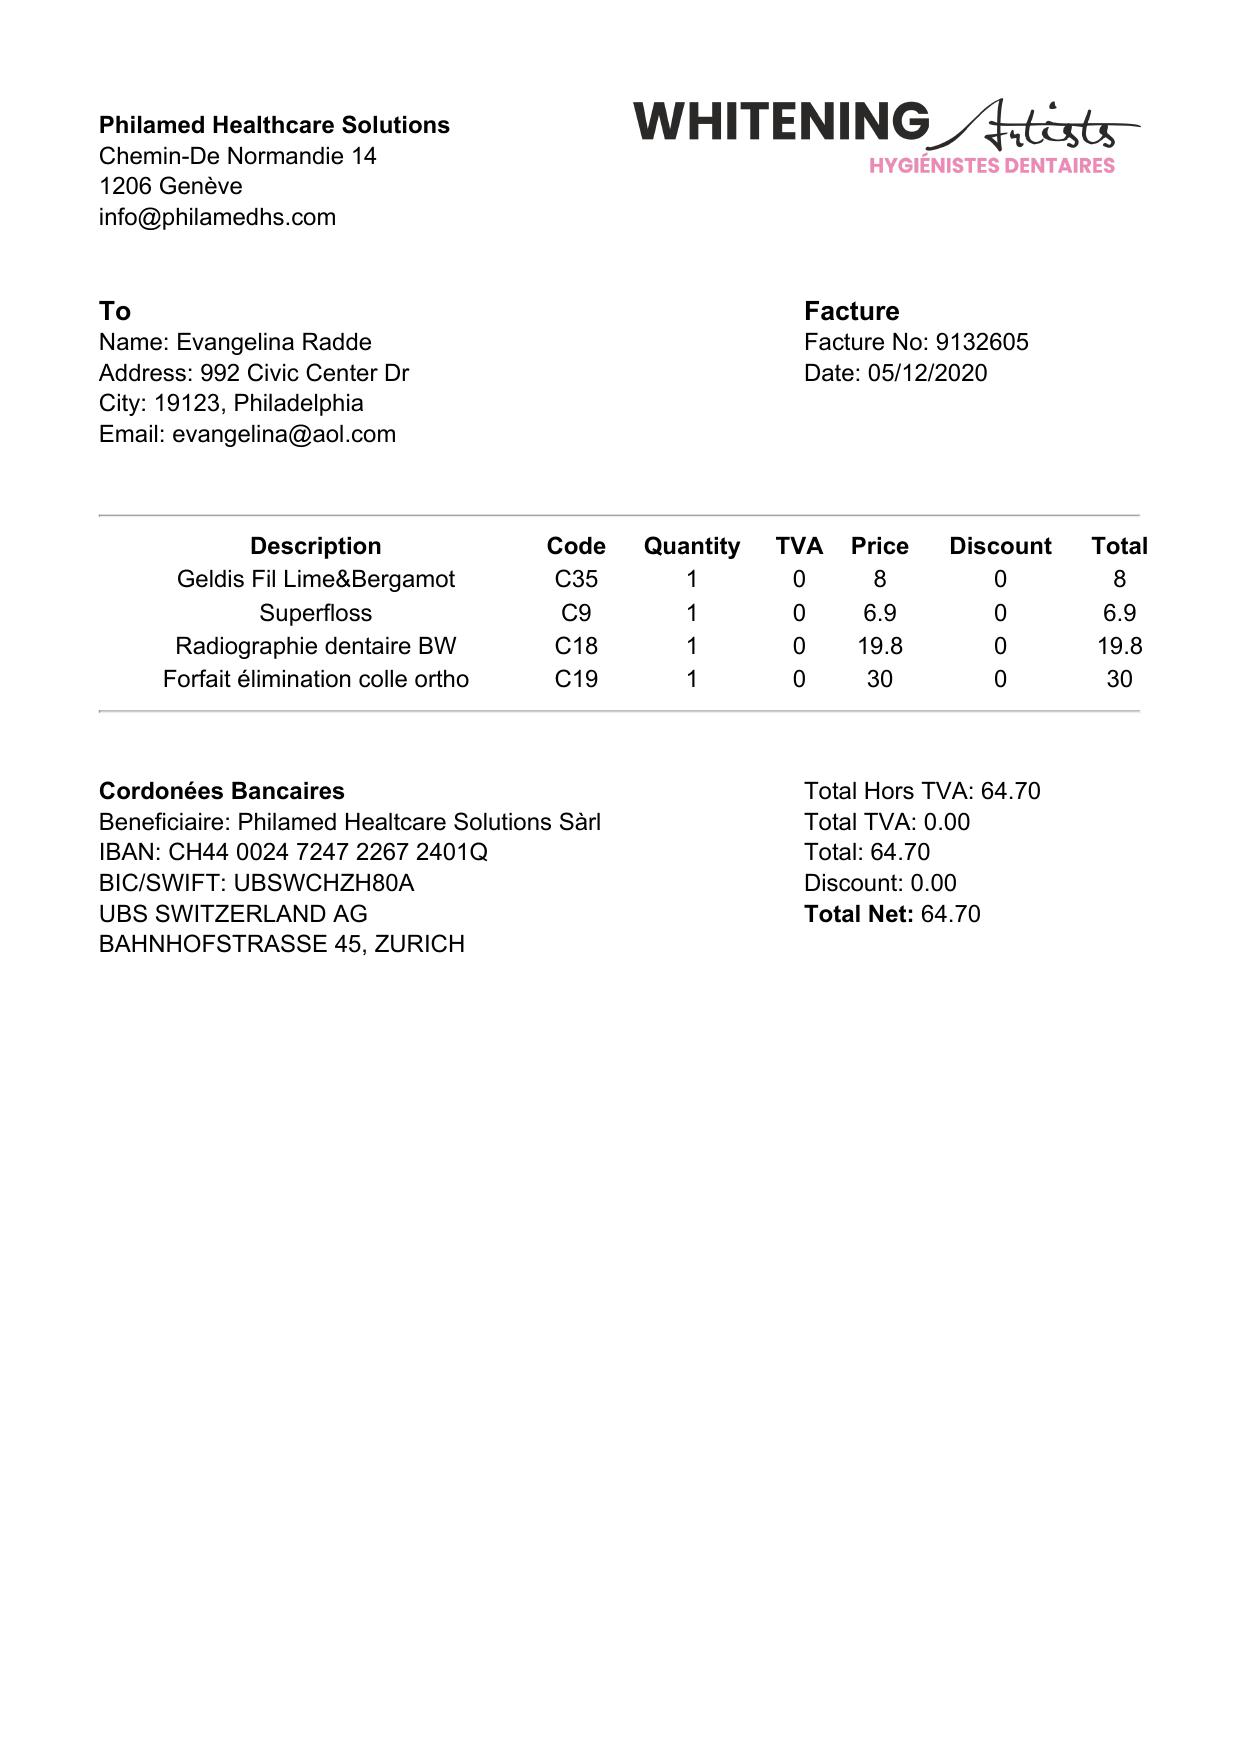 Philamed Healthcare Solutions
Chemin-De Normandie 14
1206 Genève
info@philamedhs.com
WHITENING Artists
HYGIÉNISTES DENTAIRES
To
Name: Evangelina Radde
Address: 992 Civic Center Dr
City: 19123, Philadelphia
Email: evangelina@aol.com
Facture
Facture No: 9132605
Date: 05/12/2020
Description Code Quantity TVA Price Discount Total
Geldis Fil Lime&Bergamot C35 1 0 8 0 8
Superfloss C9 1 0 6.9 0 6.9
Radiographie dentaire BW C18 1 0 19.8 0 19.8
Forfait élimination colle ortho C19 1 0 30 0 30
Cordonées Bancaires
Beneficiaire: Philamed Healtcare Solutions Sàrl
IBAN: CH44 0024 7247 2267 2401Q
BIC/SWIFT: UBSWCHZH80A
UBS SWITZERLAND AG
BAHNHOFSTRASSE 45, ZURICH
Total Hors TVA: 64.70
Total TVA: 0.00
Total: 64.70
Discount: 0.00
Total Net: 64.70